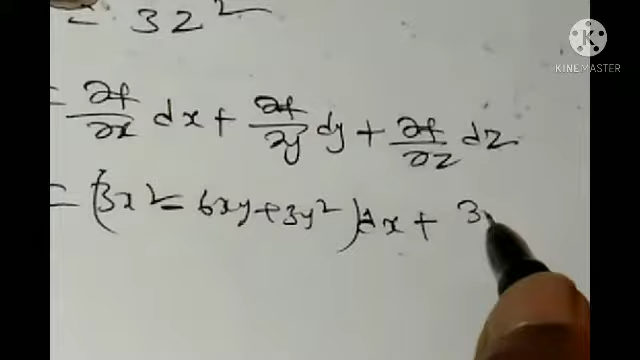 = 3z²
= ∂f/∂x dx + ∂f/∂y dy + ∂f/∂z dz
= (3x² - 6xy + 3y²) dx + 3
K
KINEMASTER